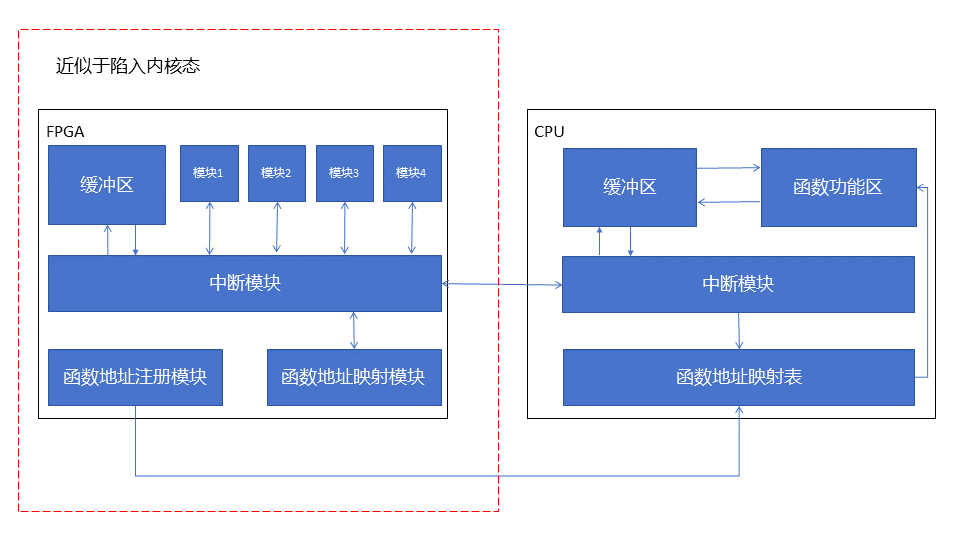 近似于陷入内核态
FPGA
缓冲区
模块1
模块2
模块3
模块4
中断模块
函数地址注册模块
函数地址映射模块
CPU
缓冲区
函数功能区
中断模块
函数地址映射表